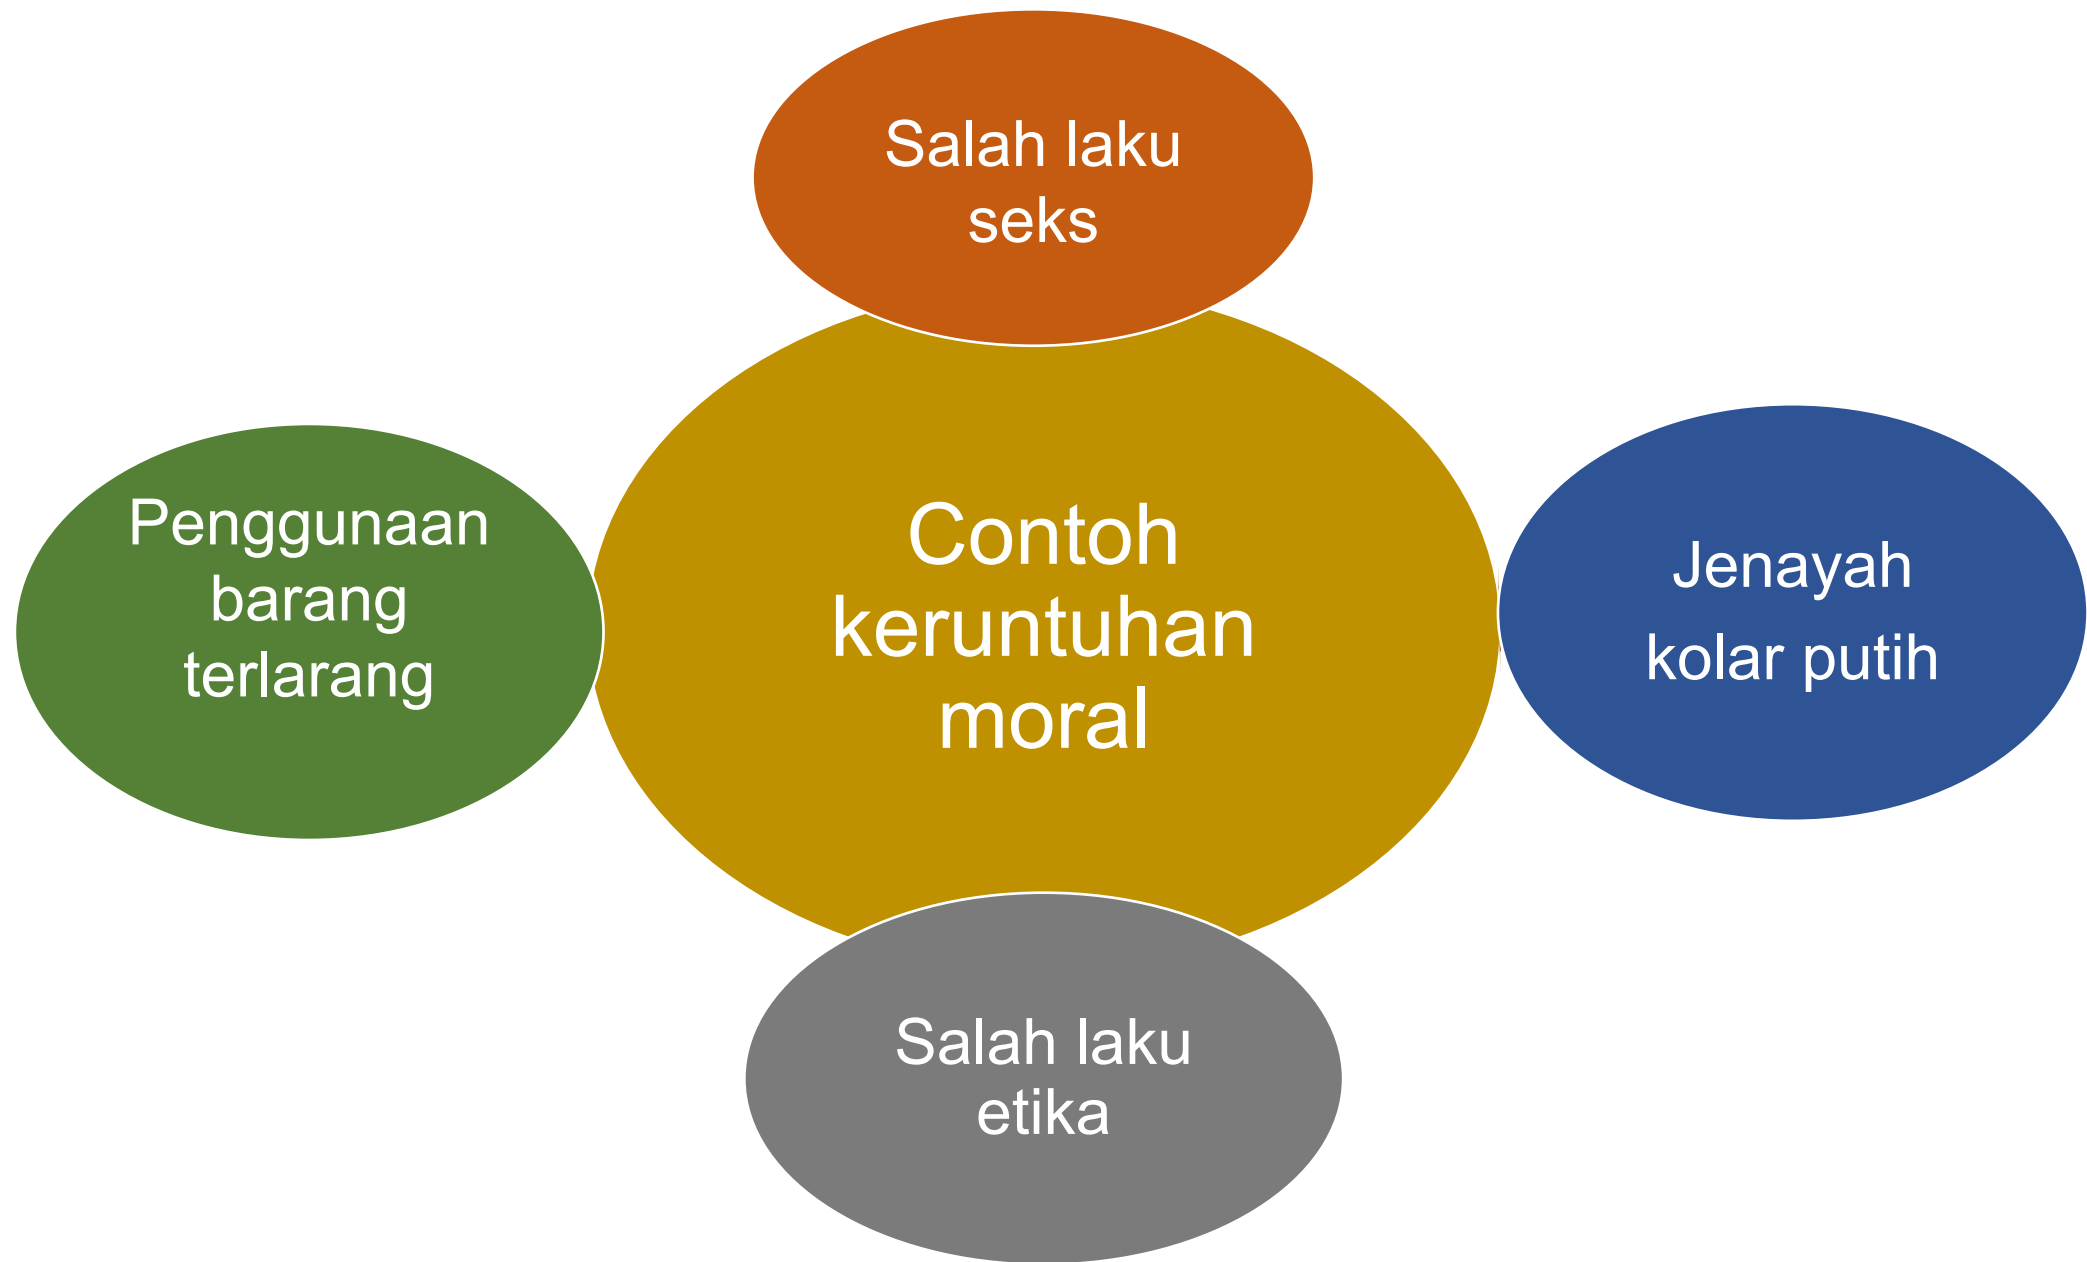 Salah laku
seks
Penggunaan
barang
terlarang
Contoh
keruntuhan
moral
Jenayah
kolar putih
Salah laku
etika